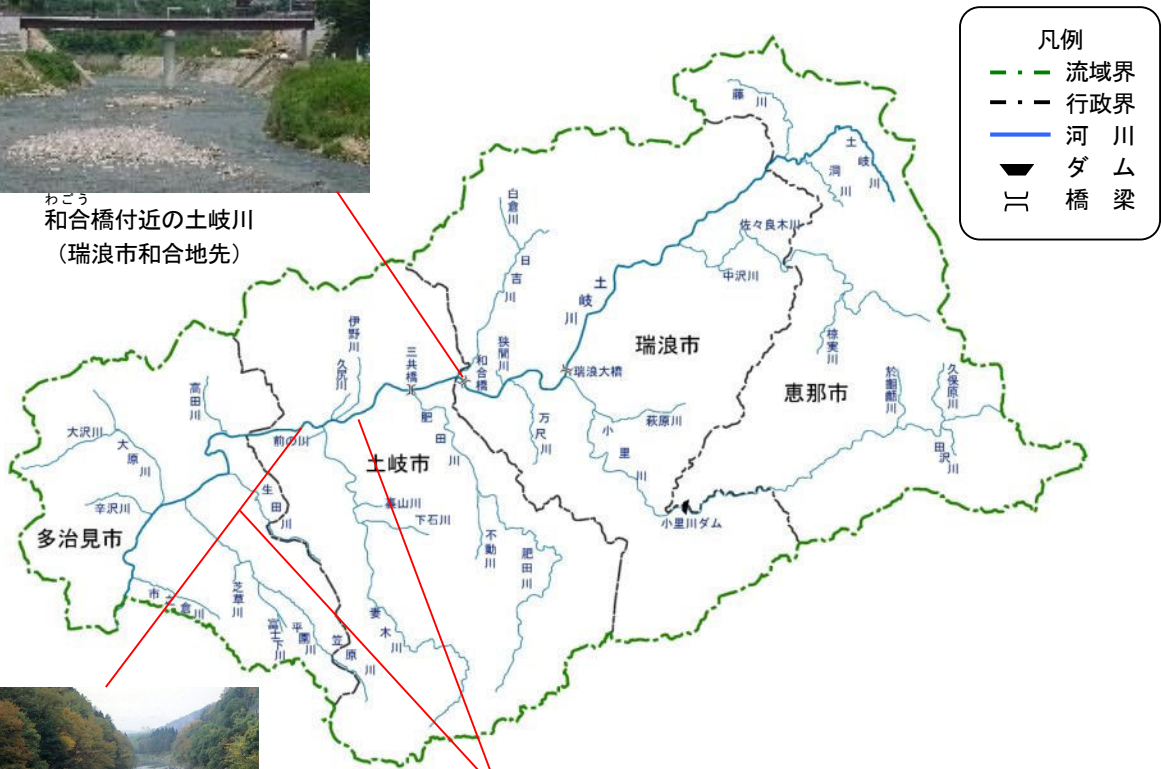 凡例
流域界
行政界
河 川
ダ ム
橋 梁
わごう
和合橋付近の土岐川
(瑞浪市和合地先)
藤川
土岐川
洞川
白倉川
日吉川
佐々良木川
中沢川
土岐川
椋実川
瑞浪市
恵那市
伊野川
久尻川
三共橋
和合橋
狭間川
瑞浪大橋
万尺川
萩原川
小里川
久保原川
田沢川
小里川ダム
高田川
大沢川
大原川
前の川
肥田川
土岐市
生田川
辛沢川
多治見市
裏山川
下石川
不動川
肥田川
妻木川
市之倉川
芝草川
富士下川
平園川
笠原川